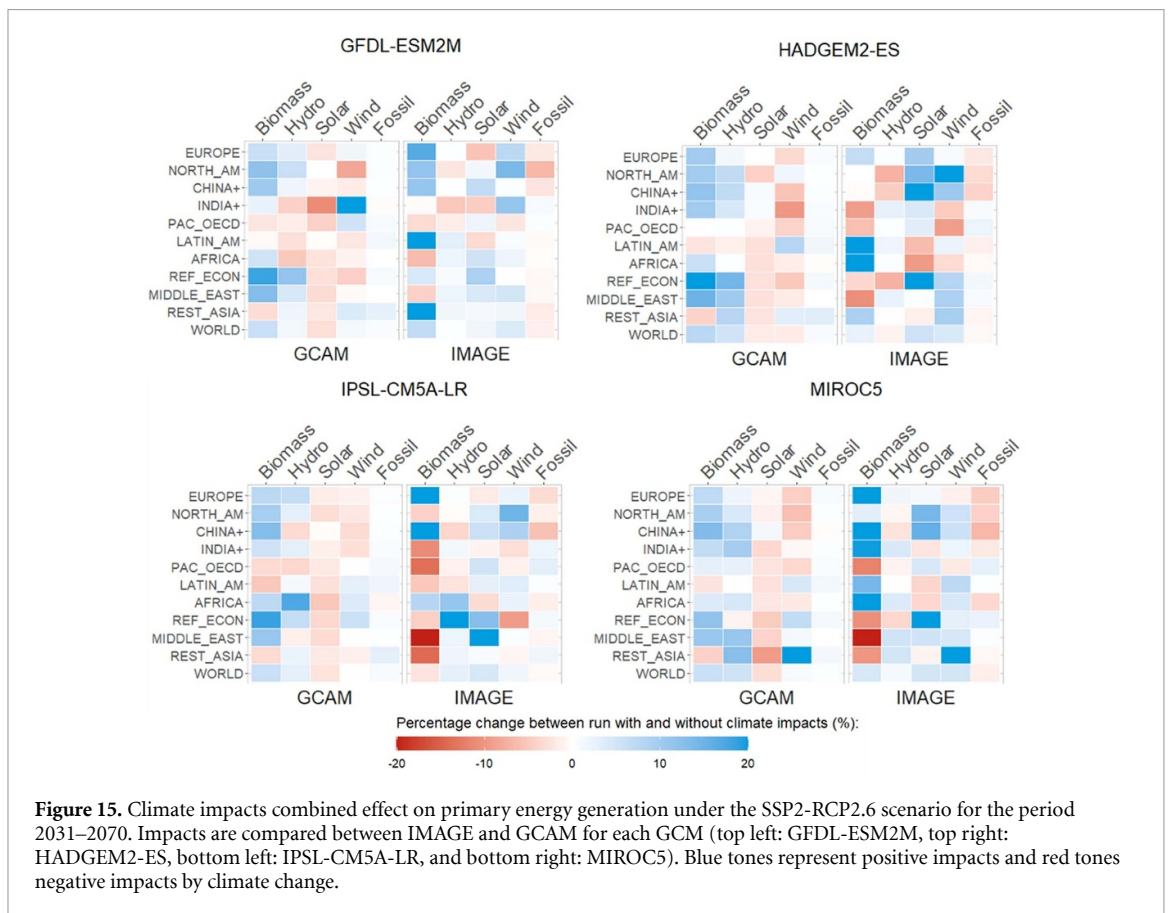 GFDL-ESM2M
HADGEM2-ES
Biomass Hydro Solar Wind Fossil Biomass Hydro Solar Wind Fossil
Biomass Hydro Solar Wind Fossil Biomass Hydro Solar Wind Fossil
EUROPE
NORTH_AM
CHINA+
INDIA+
PAC_OECD
LATIN_AM
AFRICA
REF_ECON
MIDDLE_EAST
REST_ASIA
WORLD
GCAM IMAGE
EUROPE
NORTH_AM
CHINA+
INDIA+
PAC_OECD
LATIN_AM
AFRICA
REF_ECON
MIDDLE_EAST
REST_ASIA
WORLD
GCAM IMAGE
IPSL-CM5A-LR
MIROC5
Biomass Hydro Solar Wind Fossil Biomass Hydro Solar Wind Fossil
Biomass Hydro Solar Wind Fossil Biomass Hydro Solar Wind Fossil
EUROPE
NORTH_AM
CHINA+
INDIA+
PAC_OECD
LATIN_AM
AFRICA
REF_ECON
MIDDLE_EAST
REST_ASIA
WORLD
GCAM IMAGE
EUROPE
NORTH_AM
CHINA+
INDIA+
PAC_OECD
LATIN_AM
AFRICA
REF_ECON
MIDDLE_EAST
REST_ASIA
WORLD
GCAM IMAGE
Percentage change between run with and without climate impacts (%):
-20 -10 0 10 20
Figure 15. Climate impacts combined effect on primary energy generation under the SSP2-RCP2.6 scenario for the period
2031–2070. Impacts are compared between IMAGE and GCAM for each GCM (top left: GFDL-ESM2M, top right:
HADGEM2-ES, bottom left: IPSL-CM5A-LR, and bottom right: MIROC5). Blue tones represent positive impacts and red tones
negative impacts by climate change.